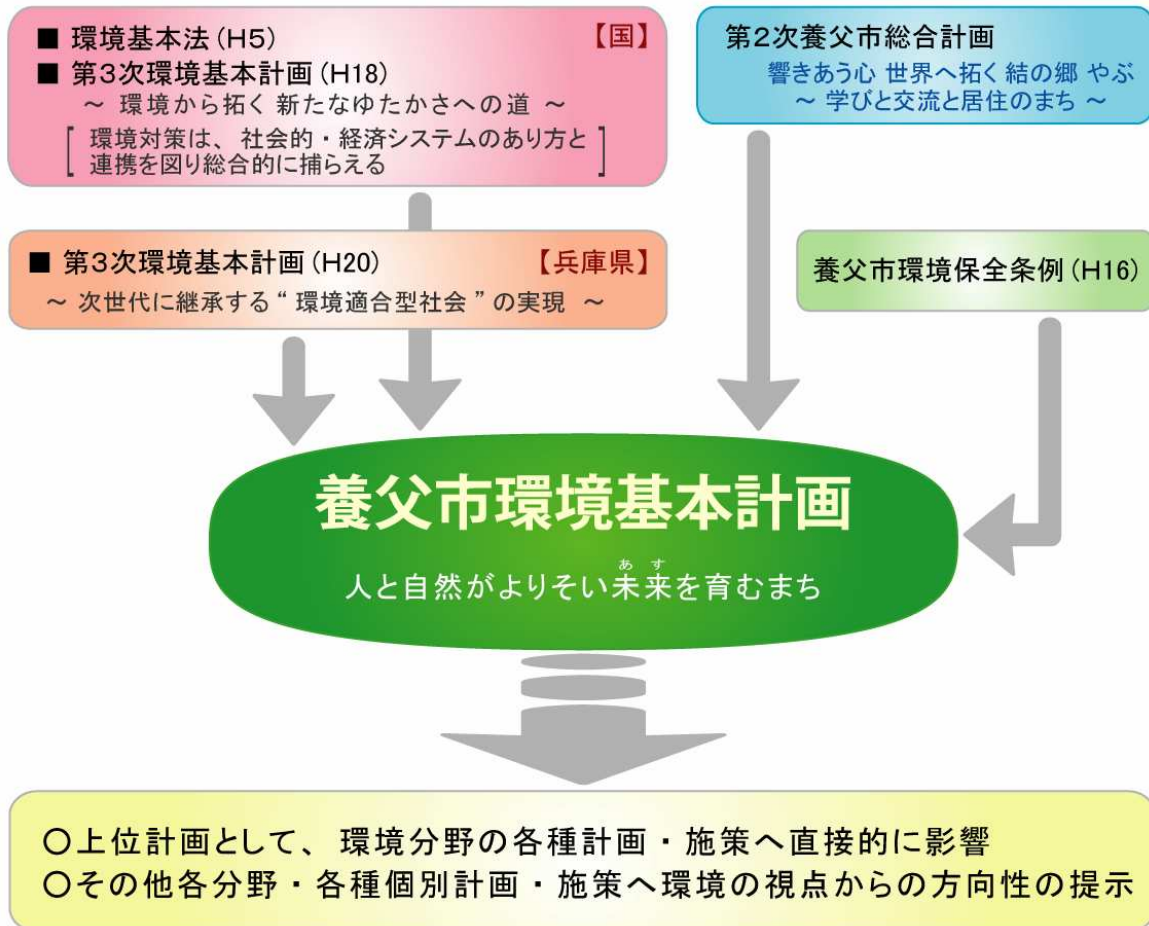 ■ 環境基本法(H5) 【国】
■ 第3次環境基本計画(H18)
～ 環境から拓く 新たなゆたかさへの道 ～
[ 環境対策は、社会的・経済システムのあり方と
連携を図り総合的に捕らえる ]
第2次養父市総合計画
響きあう心 世界へ拓く 結の郷 やぶ
～ 学びと交流と居住のまち ～
■ 第3次環境基本計画(H20) 【兵庫県】
～ 次世代に継承する“環境適合型社会”の実現 ～
養父市環境保全条例(H16)
養父市環境基本計画
あす
人と自然がよりそい未来を育むまち
○上位計画として、環境分野の各種計画・施策へ直接的に影響
○その他各分野・各種個別計画・施策へ環境の視点からの方向性の提示